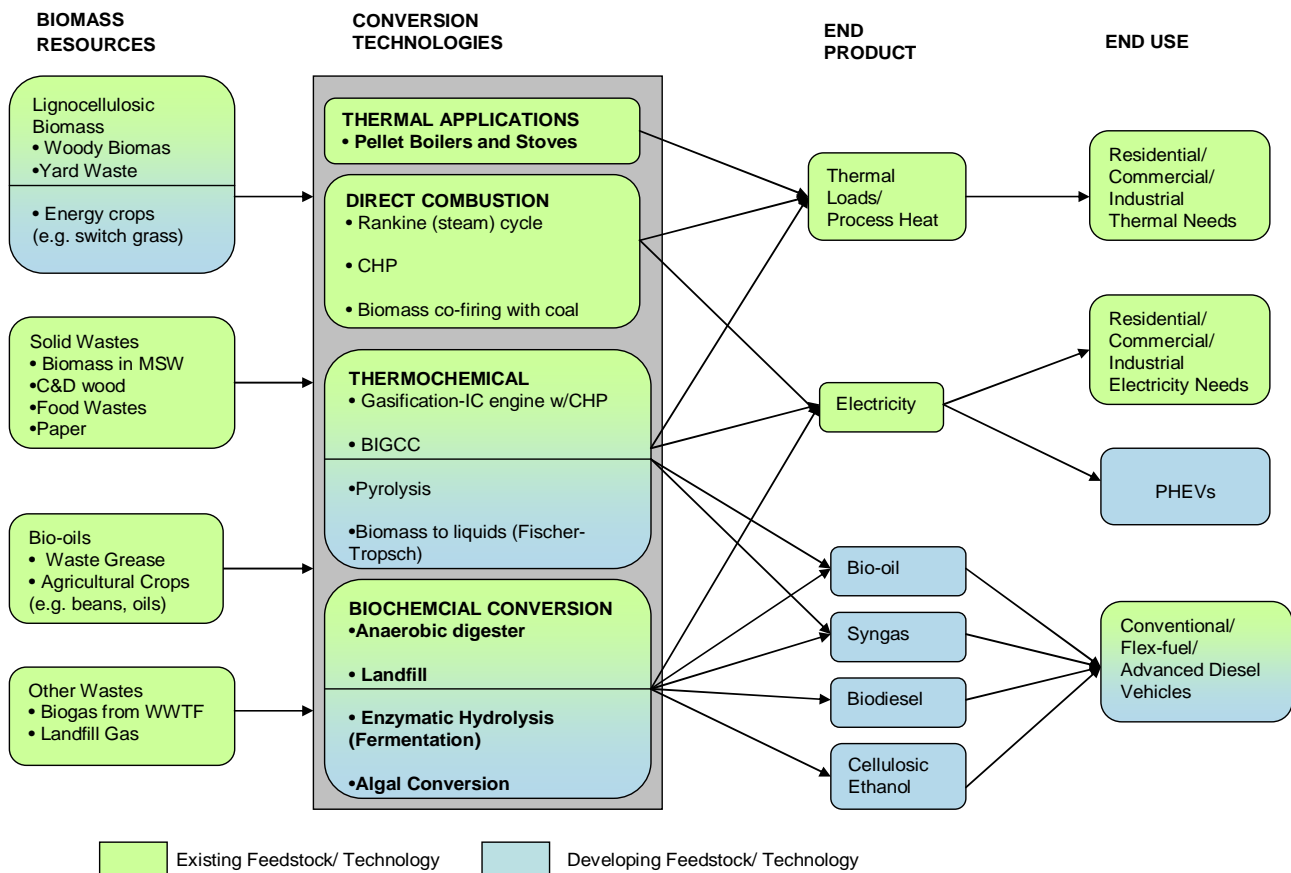 BIOMASS
RESOURCES
CONVERSION
TECHNOLOGIES
END
PRODUCT
END USE
Lignocellulosic
Biomass
• Woody Biomas
• Yard Waste
• Energy crops
(e.g. switch grass)
Solid Wastes
• Biomass in MSW
•C&D wood
•Food Wastes
•Paper
Bio-oils
• Waste Grease
• Agricultural Crops
(e.g. beans, oils)
Other Wastes
• Biogas from WWTF
• Landfill Gas
THERMAL APPLICATIONS
• Pellet Boilers and Stoves
DIRECT COMBUSTION
• Rankine (steam) cycle
• CHP
• Biomass co-firing with coal
THERMOCHEMICAL
• Gasification-IC engine w/CHP
• BIGCC
•Pyrolysis
•Biomass to liquids (Fischer-
Tropsch)
BIOCHEMCIAL CONVERSION
•Anaerobic digester
• Landfill
• Enzymatic Hydrolysis
(Fermentation)
•Algal Conversion
Thermal
Loads/
Process Heat
Electricity
Bio-oil
Syngas
Biodiesel
Cellulosic
Ethanol
Residential/
Commercial/
Industrial
Thermal Needs
Residential/
Commercial/
Industrial
Electricity Needs
PHEVs
Conventional/
Flex-fuel/
Advanced Diesel
Vehicles
Existing Feedstock/ Technology
Developing Feedstock/ Technology